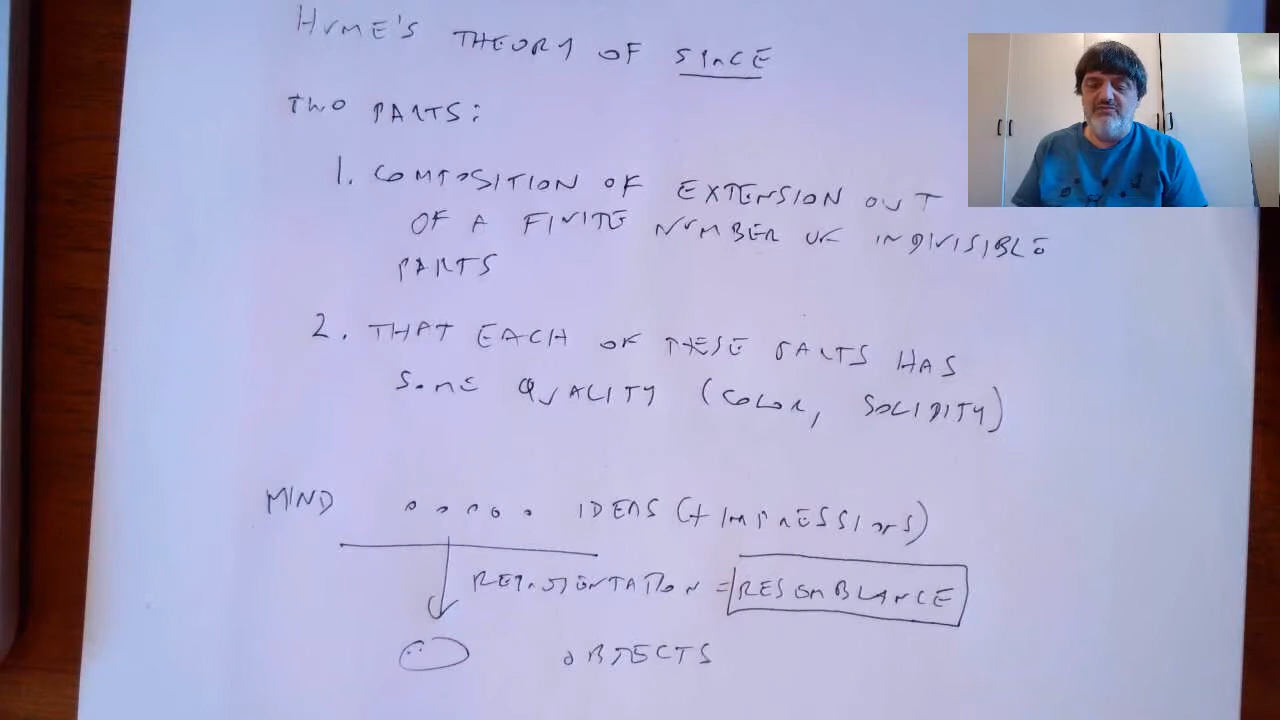 HUME'S THEORY OF SPACE
TWO PARTS:
1. COMPOSITION OF EXTENSION OUT
OF A FINITE NUMBER OF INDIVISIBLE
PARTS
2. THAT EACH OF THESE PARTS HAS
SOME QUALITY (COLOR, SOLIDITY)
MIND IDEAS (+ IMPRESSIONS)
REPRESENTATION = RESEMBLANCE
OBJECTS